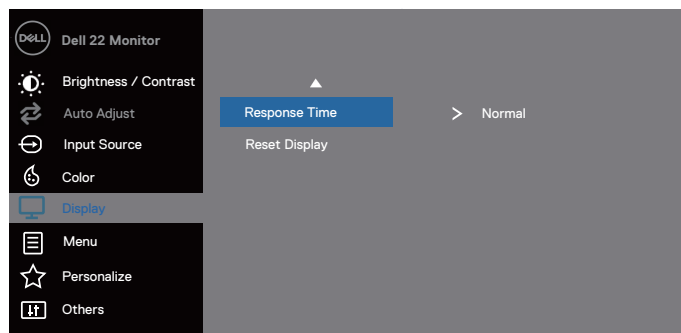 DELL
Dell 22 Monitor
Brightness / Contrast
Auto Adjust
Response Time > Normal
Input Source
Reset Display
Color
Display
Menu
Personalize
Others